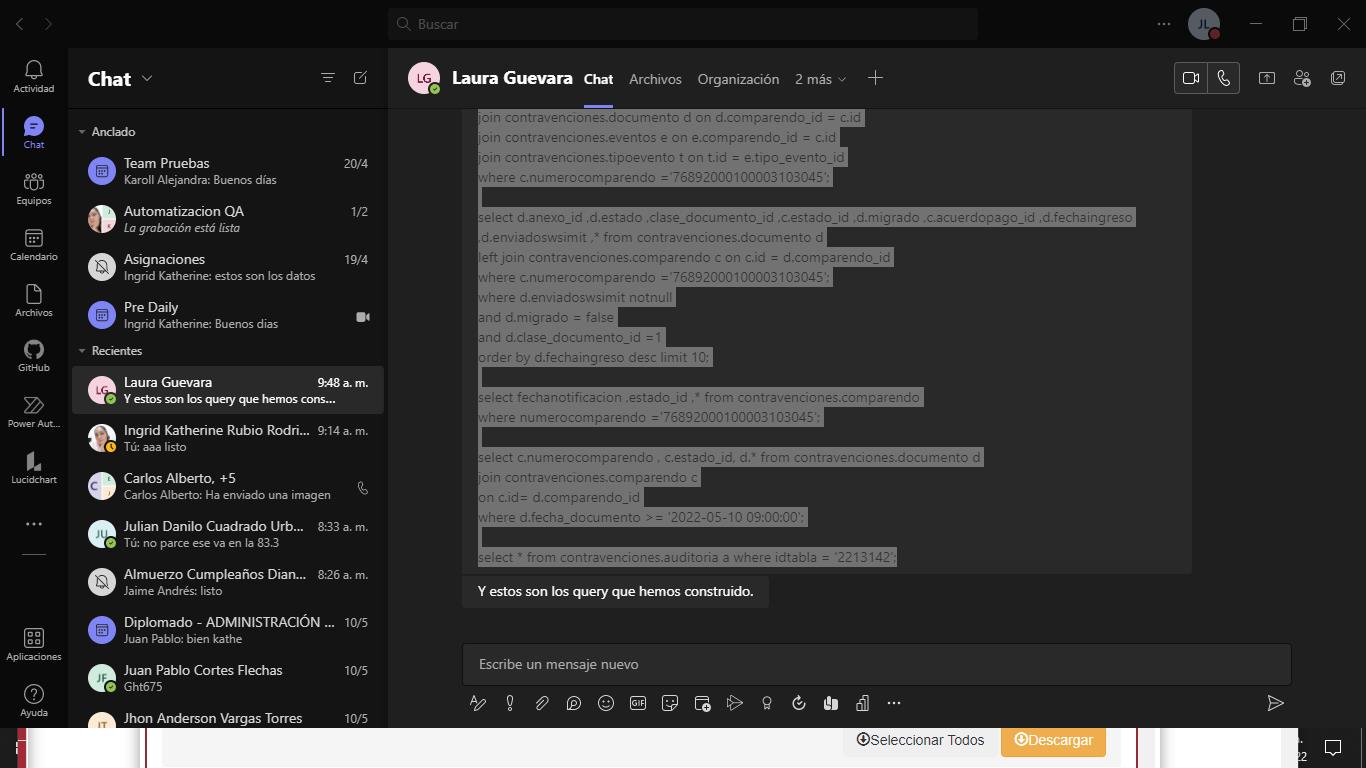 Buscar
JL
Actividad
Chat
Equipos
Calendario
Archivos
GitHub
Power Aut...
Lucidchart
Aplicaciones
Ayuda
Chat
Anclado
Team Pruebas 20/4
Karoll Alejandra: Buenos días
Automatizacion QA 1/2
La grabación está lista
Asignaciones 19/4
Ingrid Katherine: estos son los datos
Pre Daily
Ingrid Katherine: Buenos dias
Recientes
LG
Laura Guevara 9:48 a. m.
Y estos son los query que hemos cons...
Ingrid Katherine Rubio Rodri... 9:14 a. m.
Tú: aaa listo
C
Carlos Alberto, +5
Carlos Alberto: Ha enviado una imagen
JU
Julian Danilo Cuadrado Urb... 8:33 a. m.
Tú: no parce ese va en la 83.3
Almuerzo Cumpleaños Dian... 8:26 a. m.
Jaime Andrés: listo
Diplomado - ADMINISTRACIÓN ... 10/5
Juan Pablo: bien kathe
JF
Juan Pablo Cortes Flechas 10/5
Ght675
JT
Jhon Anderson Vargas Torres 10/5
LG Laura Guevara Chat Archivos Organización 2 más
join contravenciones.documento d on d.comparendo_id = c.id
join contravenciones.eventos e on e.comparendo_id = c.id
join contravenciones.tipoevento t on t.id = e.tipo_evento_id
where c.numerocomparendo ='76892000100003103045';
select d.anexo_id ,d.estado ,clase_documento_id ,c.estado_id ,d.migrado ,c.acuerdopago_id ,d.fechaingreso
,d.enviadoswsimit ,* from contravenciones.documento d
left join contravenciones.comparendo c on c.id = d.comparendo_id
where c.numerocomparendo ='76892000100003103045';
where d.enviadoswsimit notnull
and d.migrado = false
and d.clase_documento_id =1
order by d.fechaingreso desc limit 10;
select fechanotificacion ,estado_id ,* from contravenciones.comparendo
where numerocomparendo ='76892000100003103045';
select c.numerocomparendo , c.estado_id, d.* from contravenciones.documento d
join contravenciones.comparendo c
on c.id= d.comparendo_id
where d.fecha_documento >= '2022-05-10 09:00:00';
select * from contravenciones.auditoria a where idtabla = '2213142';
Y estos son los query que hemos construido.
Escribe un mensaje nuevo
GIF
Seleccionar Todos
Descargar